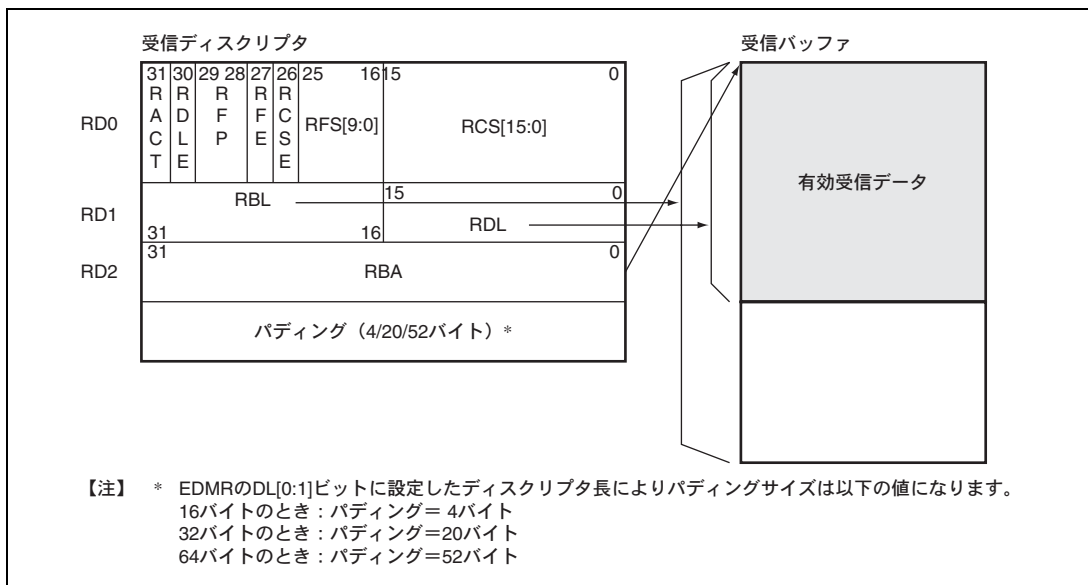 受信ディスクリプタ
受信バッファ
31 30 29 28 27 26 25 16 15 0
RD0
RACT
RDLE
RFP
RFE
RCSE
RFS[9:0]
RCS[15:0]
有効受信データ
RD1
RBL
31 16
15 0
RDL
RD2
31 0
RBA
パディング（4/20/52バイト）*
【注】 * EDMRのDL[0:1]ビットに設定したディスクリプタ長によりパディングサイズは以下の値になります。
16バイトのとき：パディング＝ 4バイト
32バイトのとき：パディング＝20バイト
64バイトのとき：パディング＝52バイト